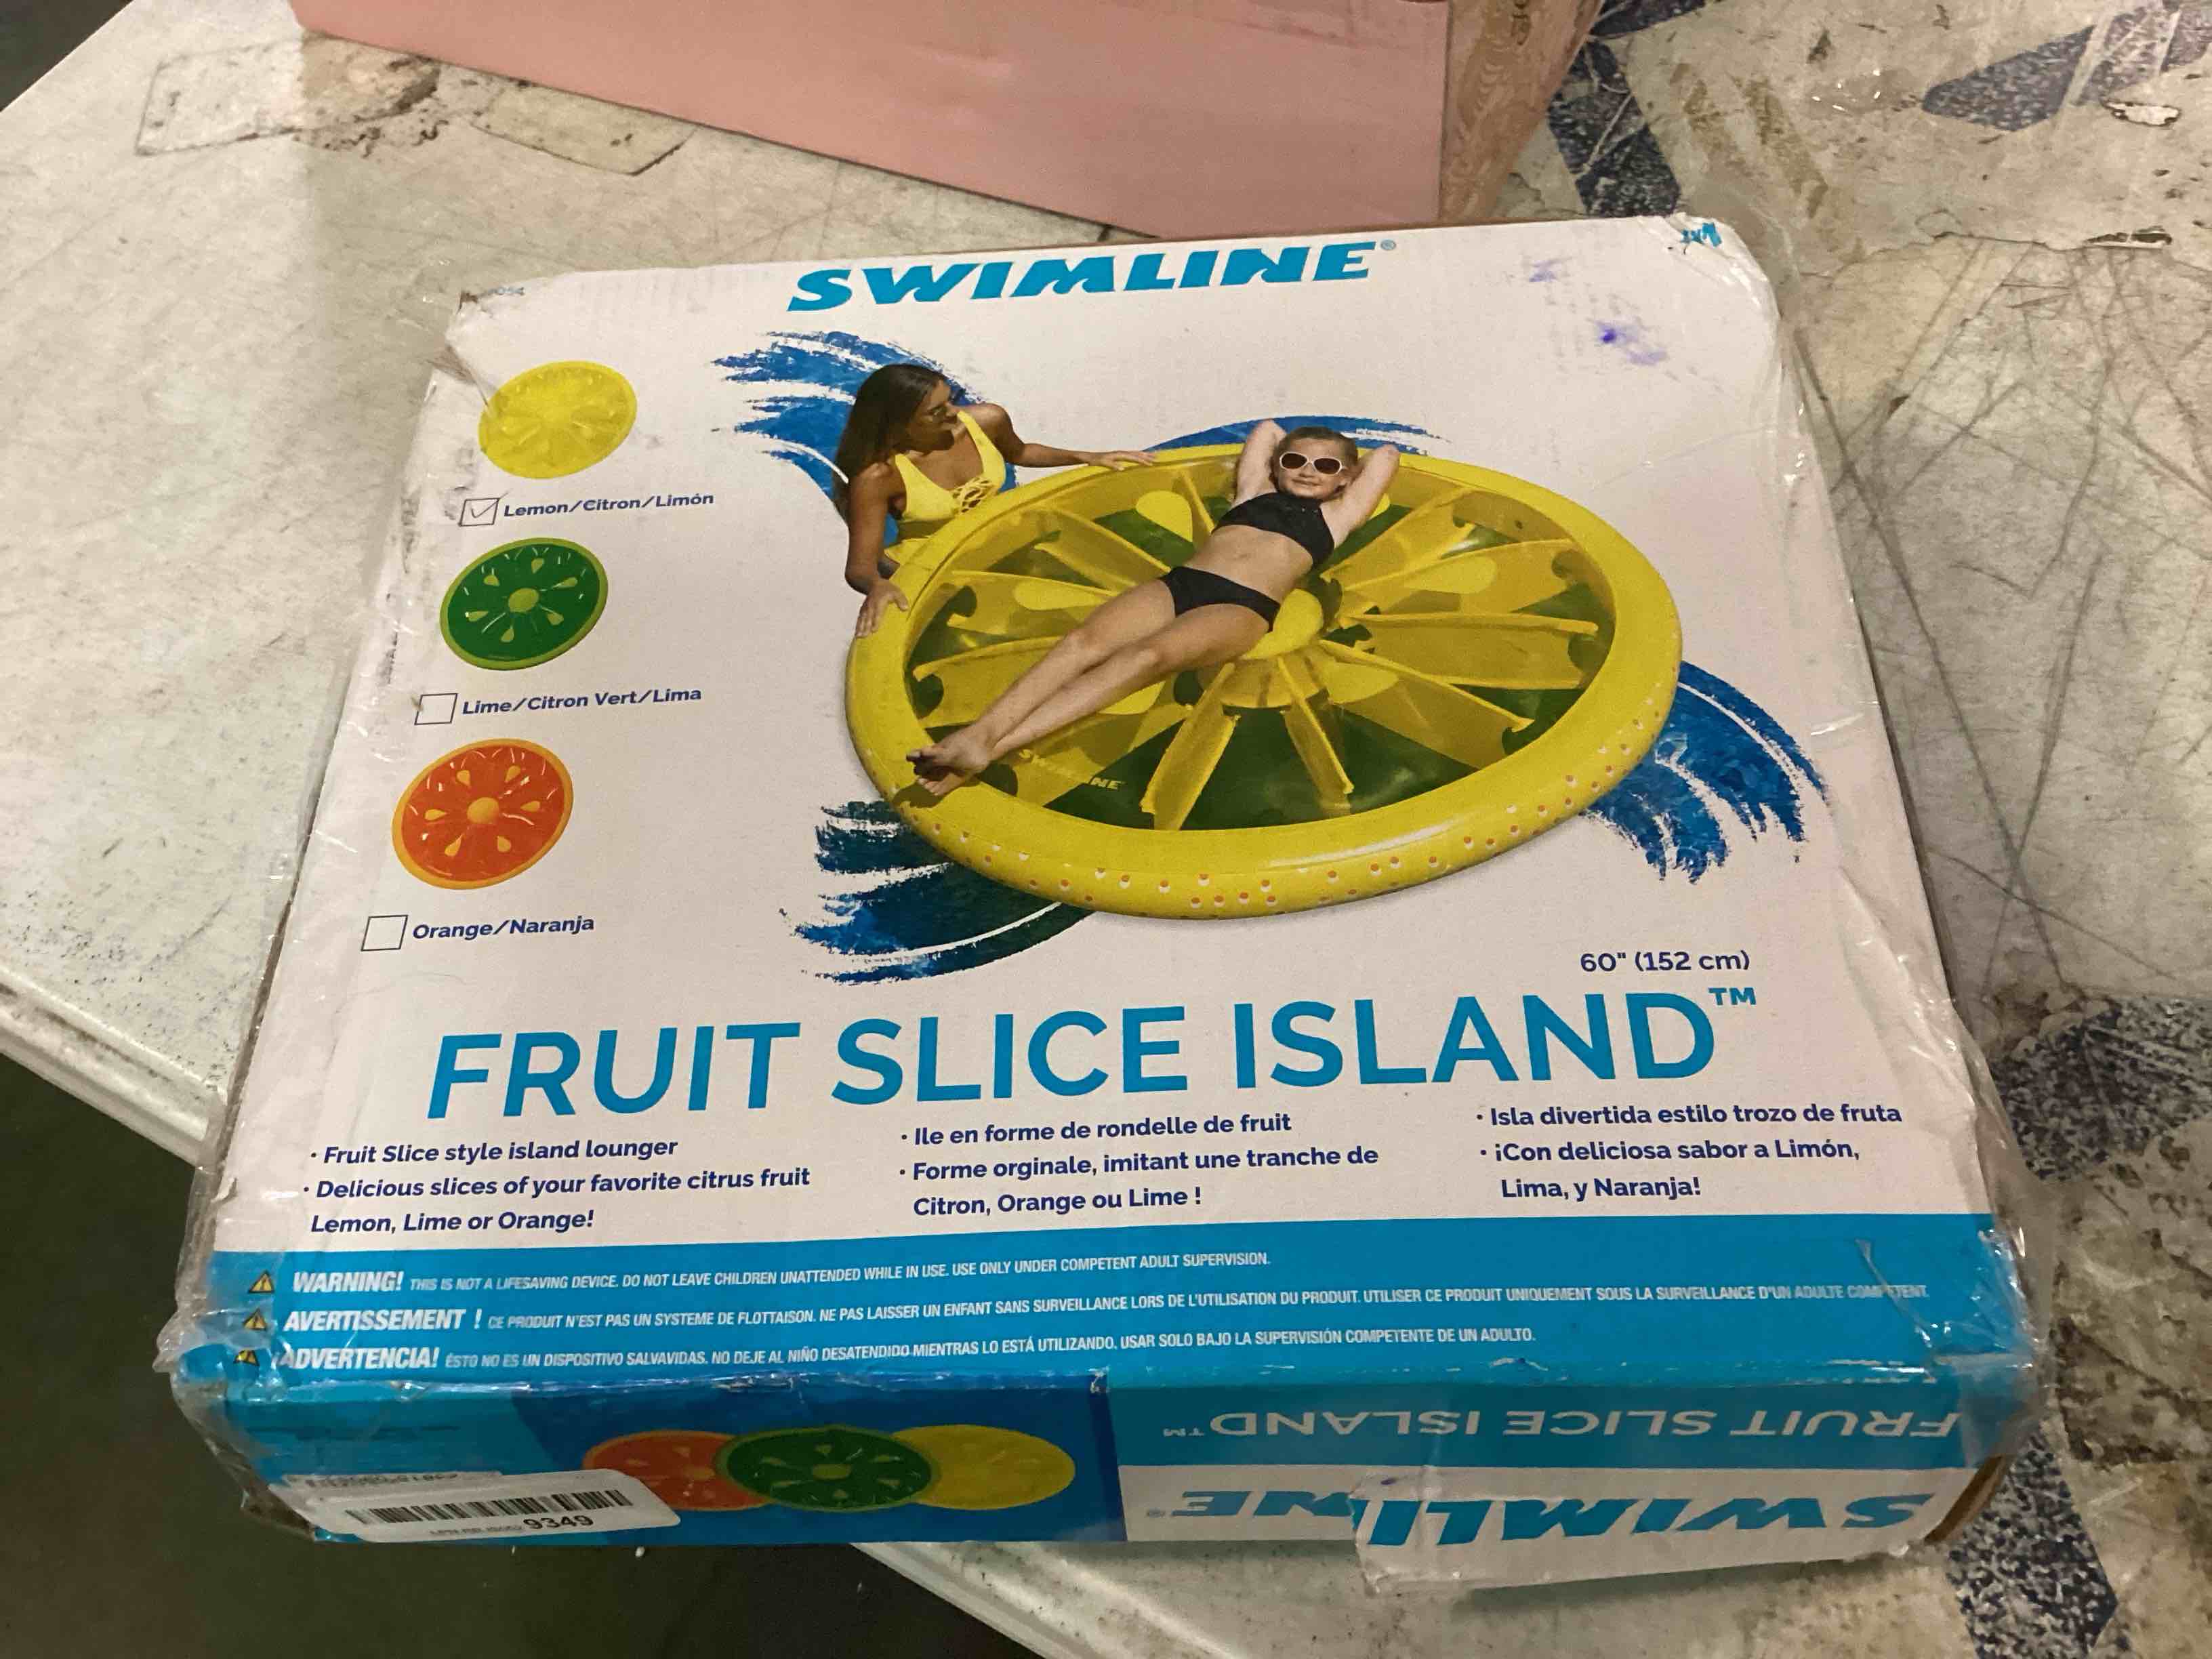 SWIMLINE®
Lemon/Citron/Limón
Lime/Citron Vert/Lima
Orange/Naranja
SWIMLINE
60" (152 cm)
FRUIT SLICE ISLAND™
• Fruit Slice style island lounger
• Delicious slices of your favorite citrus fruit
Lemon, Lime or Orange!
• Ile en forme de rondelle de fruit
• Forme orginale, imitant une tranche de
Citron, Orange ou Lime !
• Isla divertida estilo trozo de fruta
• ¡Con deliciosa sabor a Limón,
Lima, y Naranja!
WARNING! THIS IS NOT A LIFESAVING DEVICE. DO NOT LEAVE CHILDREN UNATTENDED WHILE IN USE. USE ONLY UNDER COMPETENT ADULT SUPERVISION.
AVERTISSEMENT ! CE PRODUIT N'EST PAS UN SYSTEME DE FLOTTAISON. NE PAS LAISSER UN ENFANT SANS SURVEILLANCE LORS DE L'UTILISATION DU PRODUIT. UTILISER CE PRODUIT UNIQUEMENT SOUS LA SURVEILLANCE D'UN ADULTE COMPETENT.
¡ADVERTENCIA! ÉSTO NO ES UN DISPOSITIVO SALVAVIDAS. NO DEJE AL NIÑO DESATENDIDO MIENTRAS LO ESTÁ UTILIZANDO. USAR SOLO BAJO LA SUPERVISIÓN COMPETENTE DE UN ADULTO.
FRUIT SLICE ISLAND™
SWIMLINE®
9349